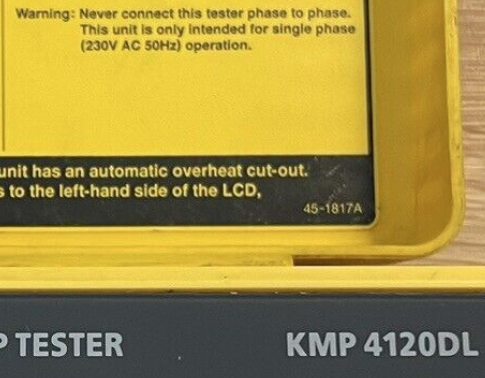 Warning: Never connect this tester phase to phase.
This unit is only intended for single phase
(230V AC 50Hz) operation.
unit has an automatic overheat cut-out.
s to the left-hand side of the LCD,
45-1817A
P TESTER KMP 4120DL